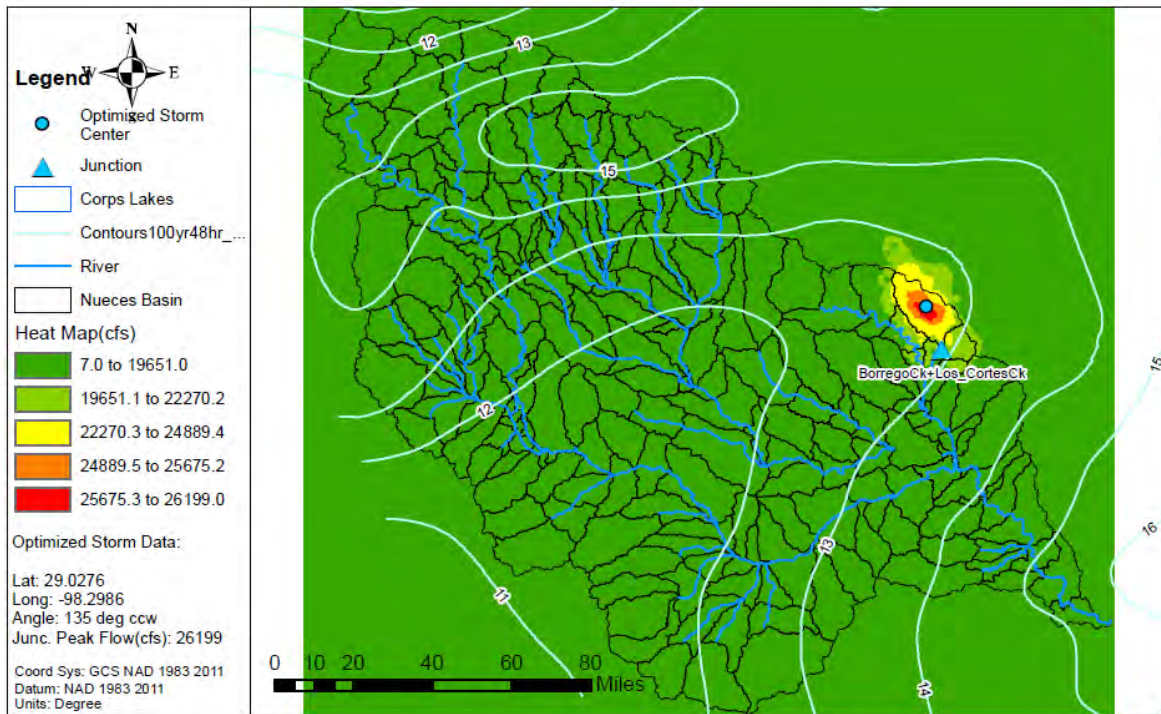 N
W
E
S
Legend
Optimized Storm
Center
Junction
Corps Lakes
Contours100yr48hr_...
River
Nueces Basin
Heat Map(cfs)
7.0 to 19651.0
19651.1 to 22270.2
22270.3 to 24889.4
24889.5 to 25675.2
25675.3 to 26199.0
Optimized Storm Data:
Lat: 29.0276
Long: -98.2986
Angle: 135 deg ccw
Junc. Peak Flow(cfs): 26199
Coord Sys: GCS NAD 1983 2011
Datum: NAD 1983 2011
Units: Degree
12
13
15
BorregoCk+Los_CortesCk
15
12
16
13
11
14
0 10 20 40 60 80
Miles